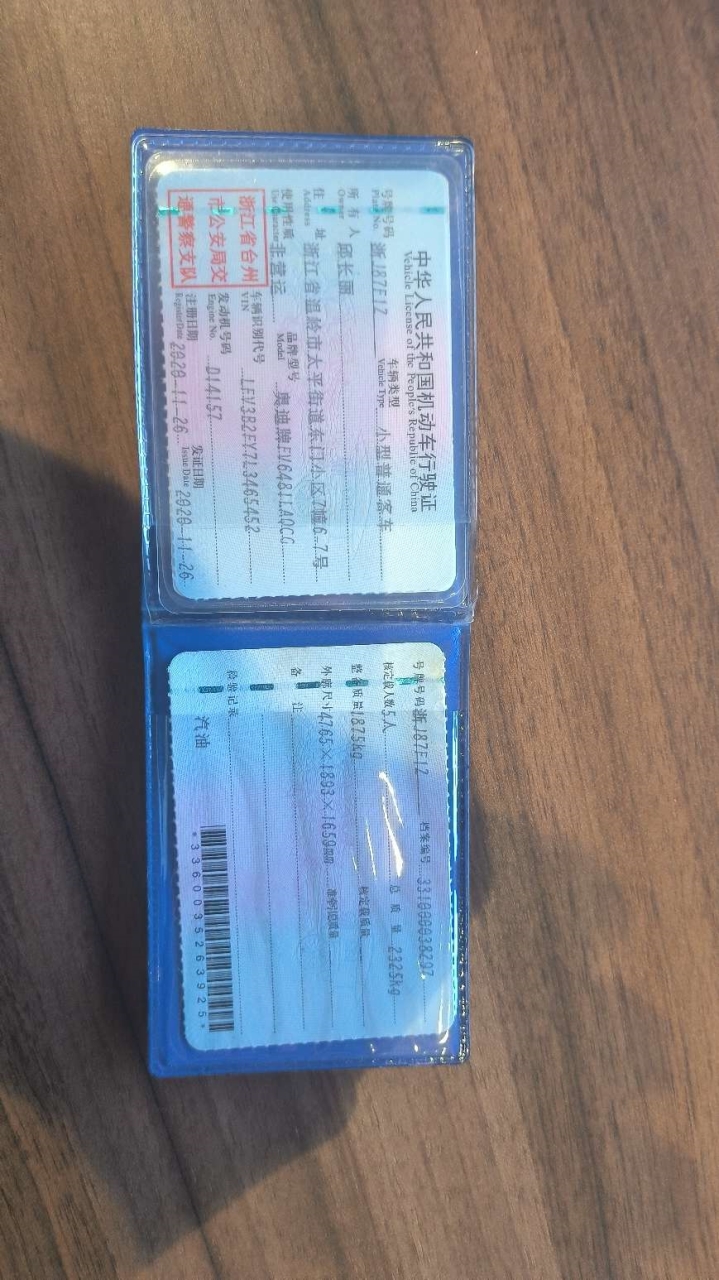 中华人民共和国机动车行驶证
Vehicle License of the People's Republic of China
号牌号码 浙J87F17 车辆类型 小型普通客车
Plate No. Vehicle Type
所有人 邱长丽
Owner
住址 浙江省温岭市太平街道东门小区7幢6-7号
Address
使用性质 非营运 品牌型号 奥迪牌FV6481LAQCG
Use Character Model
浙江省台州
市公安局交
通警察支队
车辆识别代号 LFV3B2FY7L3465452
VIN
发动机号码 D14157
Engine No.
注册日期 2020-11-26 发证日期 2020-11-26
Register Date Issue Date
号牌号码 浙J87F17 档案编号 331000038297
核定载人数 5人 总质量 2325kg
整备质量 1875kg 核定载质量
外廓尺寸 4765×1893×1659mm 准牵引总质量
备注
检验记录
汽油
*3360035263925*